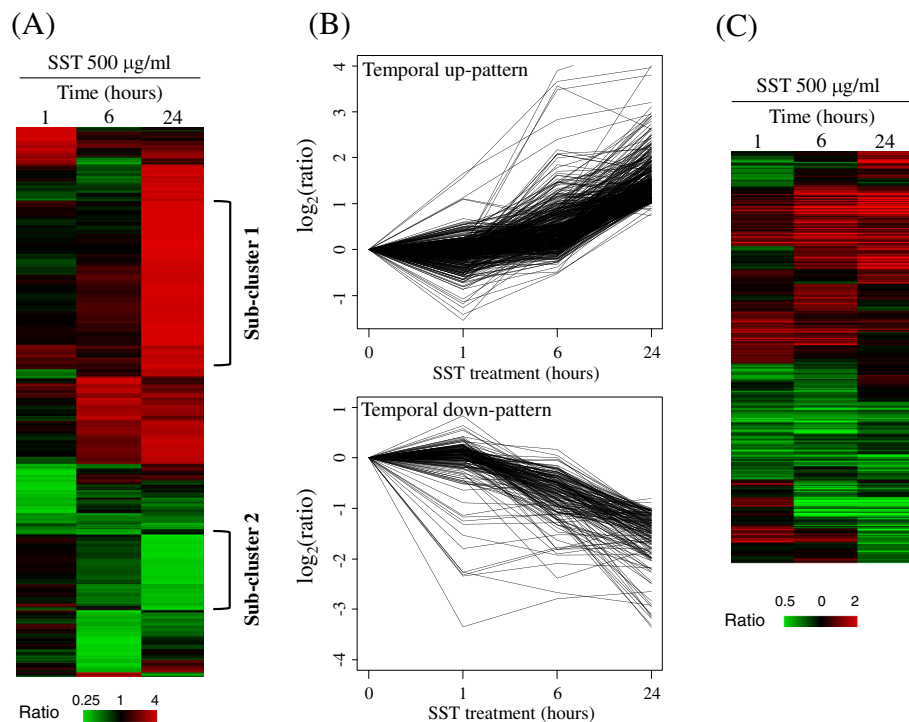 (A)
SST 500 µg/ml
Time (hours)
1 6 24
Sub-cluster 1
Sub-cluster 2
Ratio
0.25 1 4
(B)
Temporal up-pattern
log2(ratio)
4
3
2
1
0
-1
0 1 6 24
SST treatment (hours)
Temporal down-pattern
log2(ratio)
1
0
-1
-2
-3
-4
0 1 6 24
SST treatment (hours)
(C)
SST 500 µg/ml
Time (hours)
1 6 24
0.5 0 2
Ratio